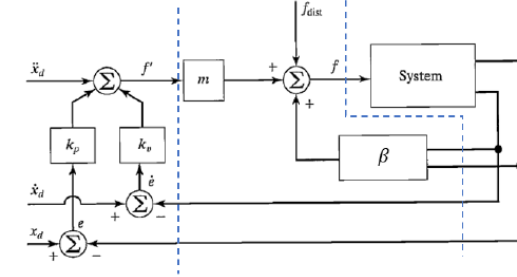 f_dist
ẍ_d
Σ
f′
m
+
Σ
+
f
System
k_p
k_v
β
ẋ_d
ė
+
Σ
−
x_d
e
+
Σ
−